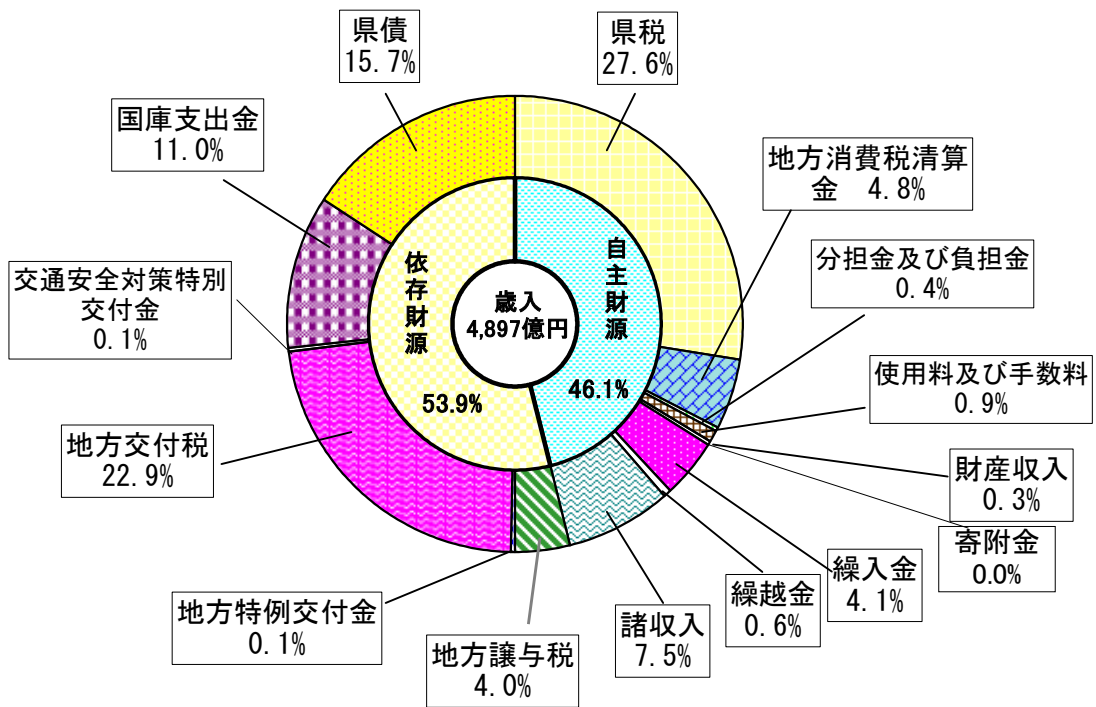 県税
27.6%
地方消費税清算
金　4.8%
分担金及び負担金
0.4%
使用料及び手数料
0.9%
財産収入
0.3%
寄附金
0.0%
繰入金
4.1%
繰越金
0.6%
諸収入
7.5%
地方譲与税
4.0%
地方特例交付金
0.1%
地方交付税
22.9%
交通安全対策特別
交付金
0.1%
国庫支出金
11.0%
県債
15.7%
自主財源
46.1%
依存財源
53.9%
歳入
4,897億円